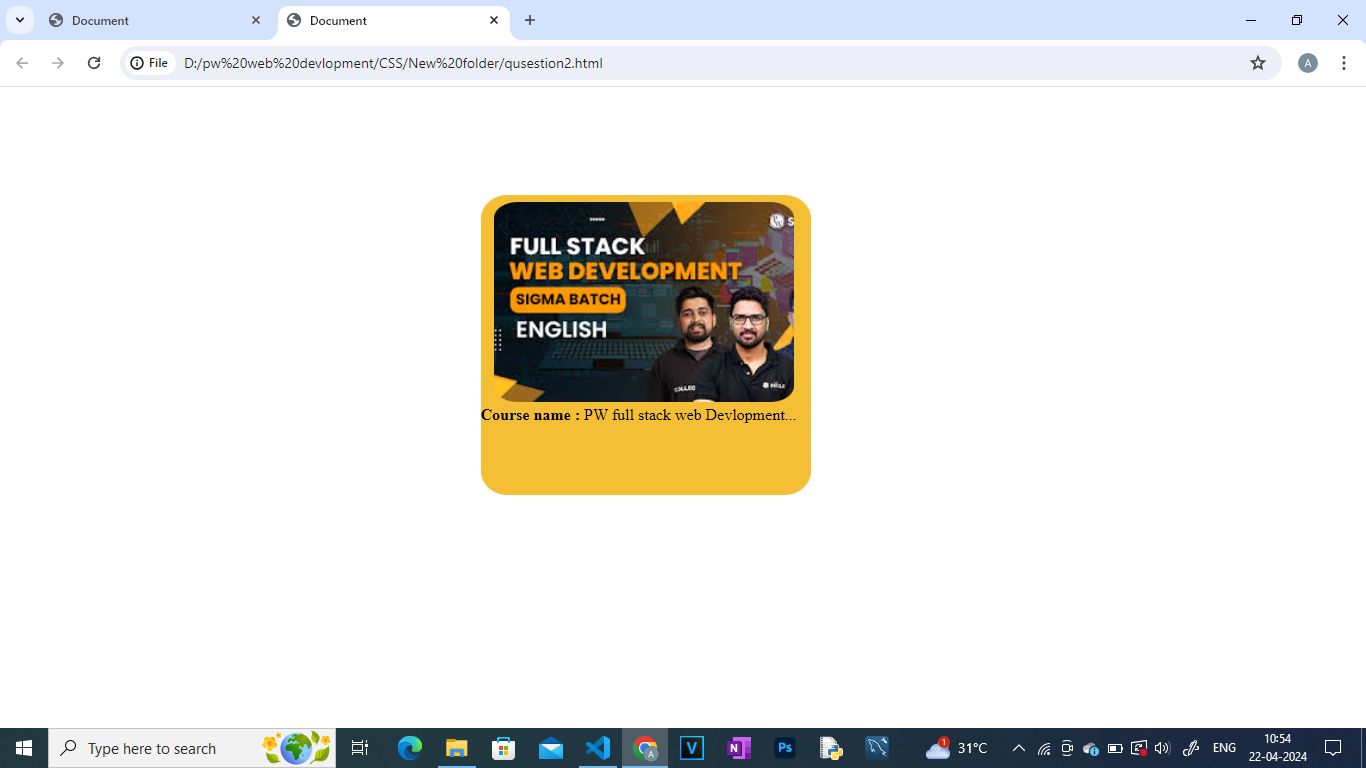 Document
Document
File
D:/pw%20web%20devlopment/CSS/New%20folder/qusestion2.html
A
FULL STACK
WEB DEVELOPMENT
SIGMA BATCH
ENGLISH
Course name : PW full stack web Devlopment...
Type here to search
A
V
N
Ps
1
31°C
ENG
10:54
22-04-2024